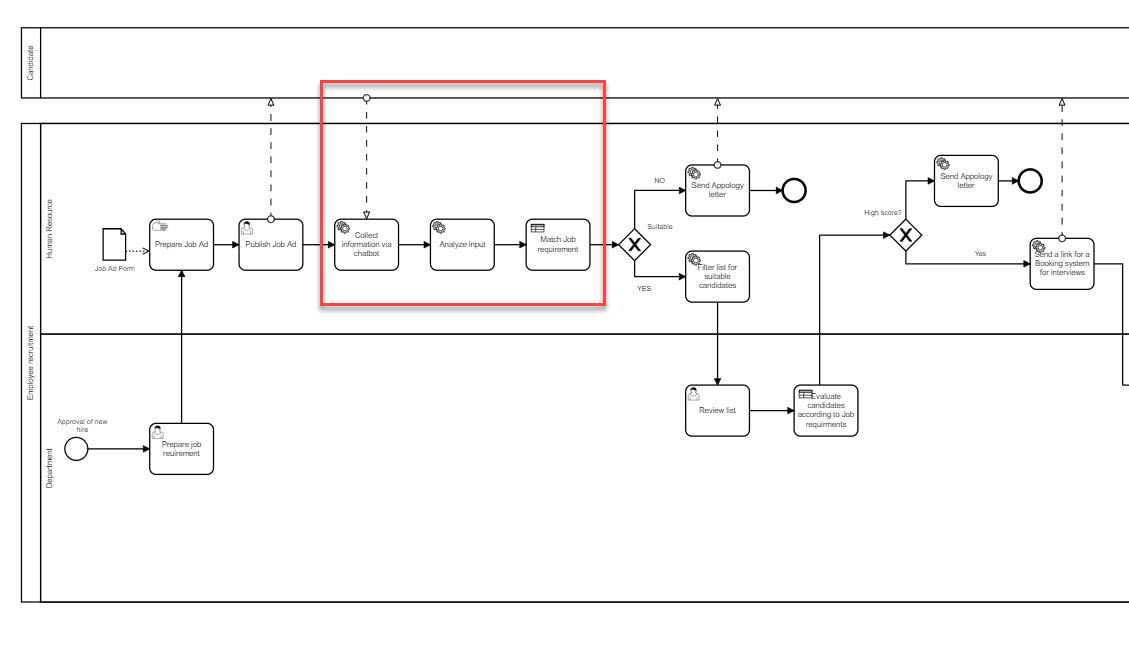 Candidate
Employee recruitment
Humen Resource
Department
Job Ad Form
Prepare Job Ad
Publish Job Ad
Collect
information via
chatbot
Analyze input
Match Job
requirement
Suitable
NO
YES
Send Appology
letter
Filter list for
suitable
candidates
High score?
Send Appology
letter
Yes
Send a link for a
Booking system
for interviews
Approval of new
hire
Prepare job
reuirement
Review list
Evaluate
candidates
according to Job
requirments